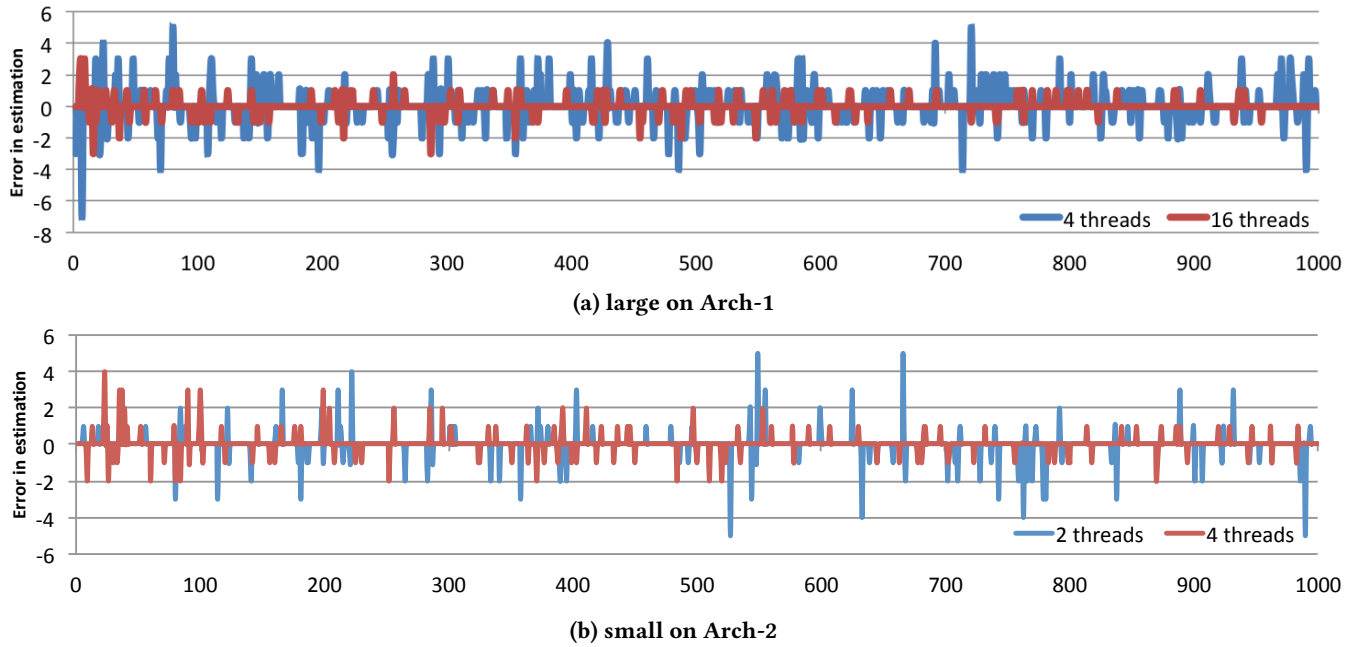 6
4
2
0
-2
-4
-6
-8
Error in estimation
4 threads 16 threads
0 100 200 300 400 500 600 700 800 900 1000
(a) large on Arch-1
6
4
2
0
-2
-4
-6
Error in estimation
2 threads 4 threads
0 100 200 300 400 500 600 700 800 900 1000
(b) small on Arch-2